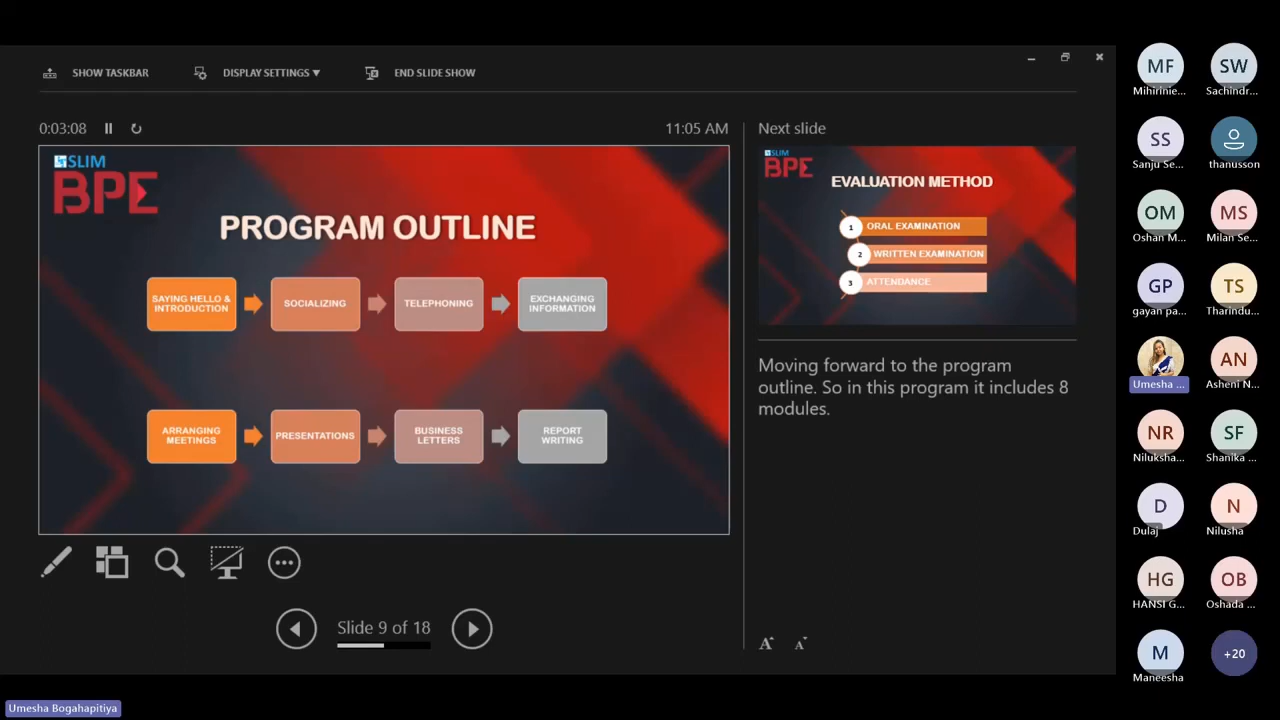 SHOW TASKBAR
DISPLAY SETTINGS ▼
END SLIDE SHOW
0:03:08
11:05 AM
SLIM
BPE
PROGRAM OUTLINE
SAYING HELLO &
INTRODUCTION
SOCIALIZING
TELEPHONING
EXCHANGING
INFORMATION
ARRANGING
MEETINGS
PRESENTATIONS
BUSINESS
LETTERS
REPORT
WRITING
Slide 9 of 18
Next slide
SLIM
BPE
EVALUATION METHOD
1 ORAL EXAMINATION
2 WRITTEN EXAMINATION
3 ATTENDANCE
Moving forward to the program
outline. So in this program it includes 8
modules.
A A
MF
Mihirinie...
SW
Sachindr...
SS
Sanju Se...
thanusson
OM
Oshan M...
MS
Milan Se...
GP
gayan pa...
TS
Tharindu...
Umesha ...
AN
Asheni N...
NR
Niluksha...
SF
Shanika ...
D
Dulaj
N
Nilusha
HG
HANSI G...
OB
Oshada ...
M
Maneesha
+20
Umesha Bogahapitiya